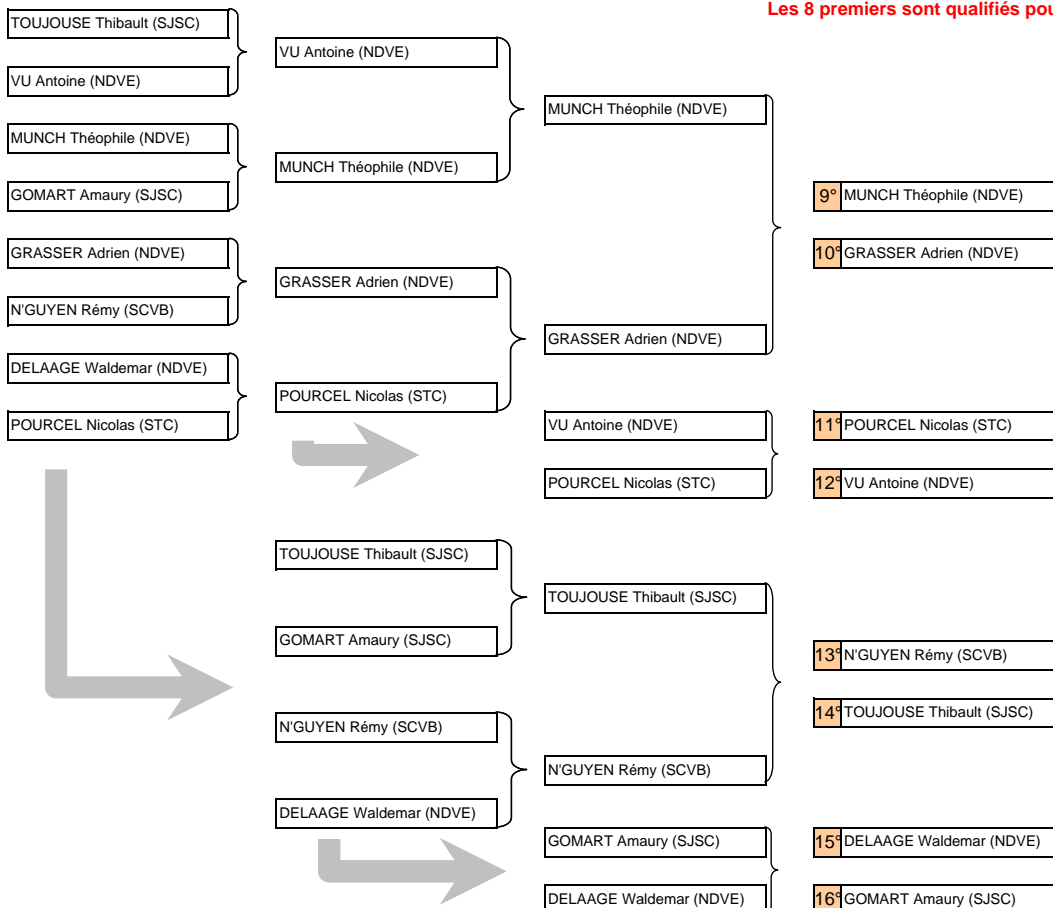 Les 8 premiers sont qualifiés pou
TOUJOUSE Thibault (SJSC)
VU Antoine (NDVE)
MUNCH Théophile (NDVE)
GOMART Amaury (SJSC)
GRASSER Adrien (NDVE)
N'GUYEN Rémy (SCVB)
DELAAGE Waldemar (NDVE)
POURCEL Nicolas (STC)
VU Antoine (NDVE)
MUNCH Théophile (NDVE)
GRASSER Adrien (NDVE)
POURCEL Nicolas (STC)
MUNCH Théophile (NDVE)
GRASSER Adrien (NDVE)
9° MUNCH Théophile (NDVE)
10° GRASSER Adrien (NDVE)
VU Antoine (NDVE)
POURCEL Nicolas (STC)
11° POURCEL Nicolas (STC)
12° VU Antoine (NDVE)
TOUJOUSE Thibault (SJSC)
GOMART Amaury (SJSC)
N'GUYEN Rémy (SCVB)
DELAAGE Waldemar (NDVE)
TOUJOUSE Thibault (SJSC)
N'GUYEN Rémy (SCVB)
13° N'GUYEN Rémy (SCVB)
14° TOUJOUSE Thibault (SJSC)
GOMART Amaury (SJSC)
DELAAGE Waldemar (NDVE)
15° DELAAGE Waldemar (NDVE)
16° GOMART Amaury (SJSC)